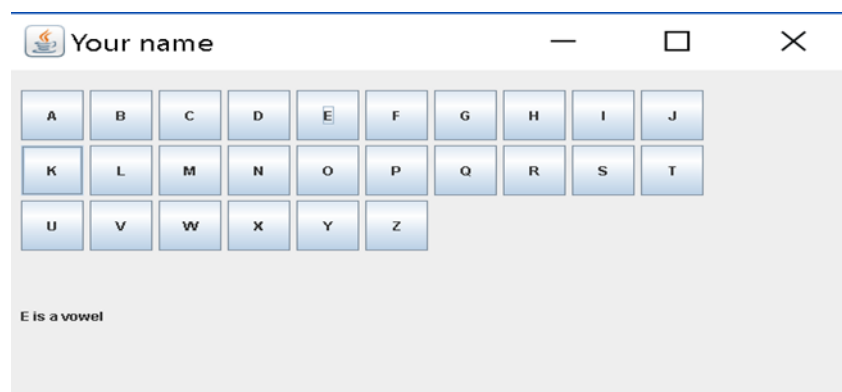 Your name
A B C D E F G H I J
K L M N O P Q R S T
U V W X Y Z
E is a vowel